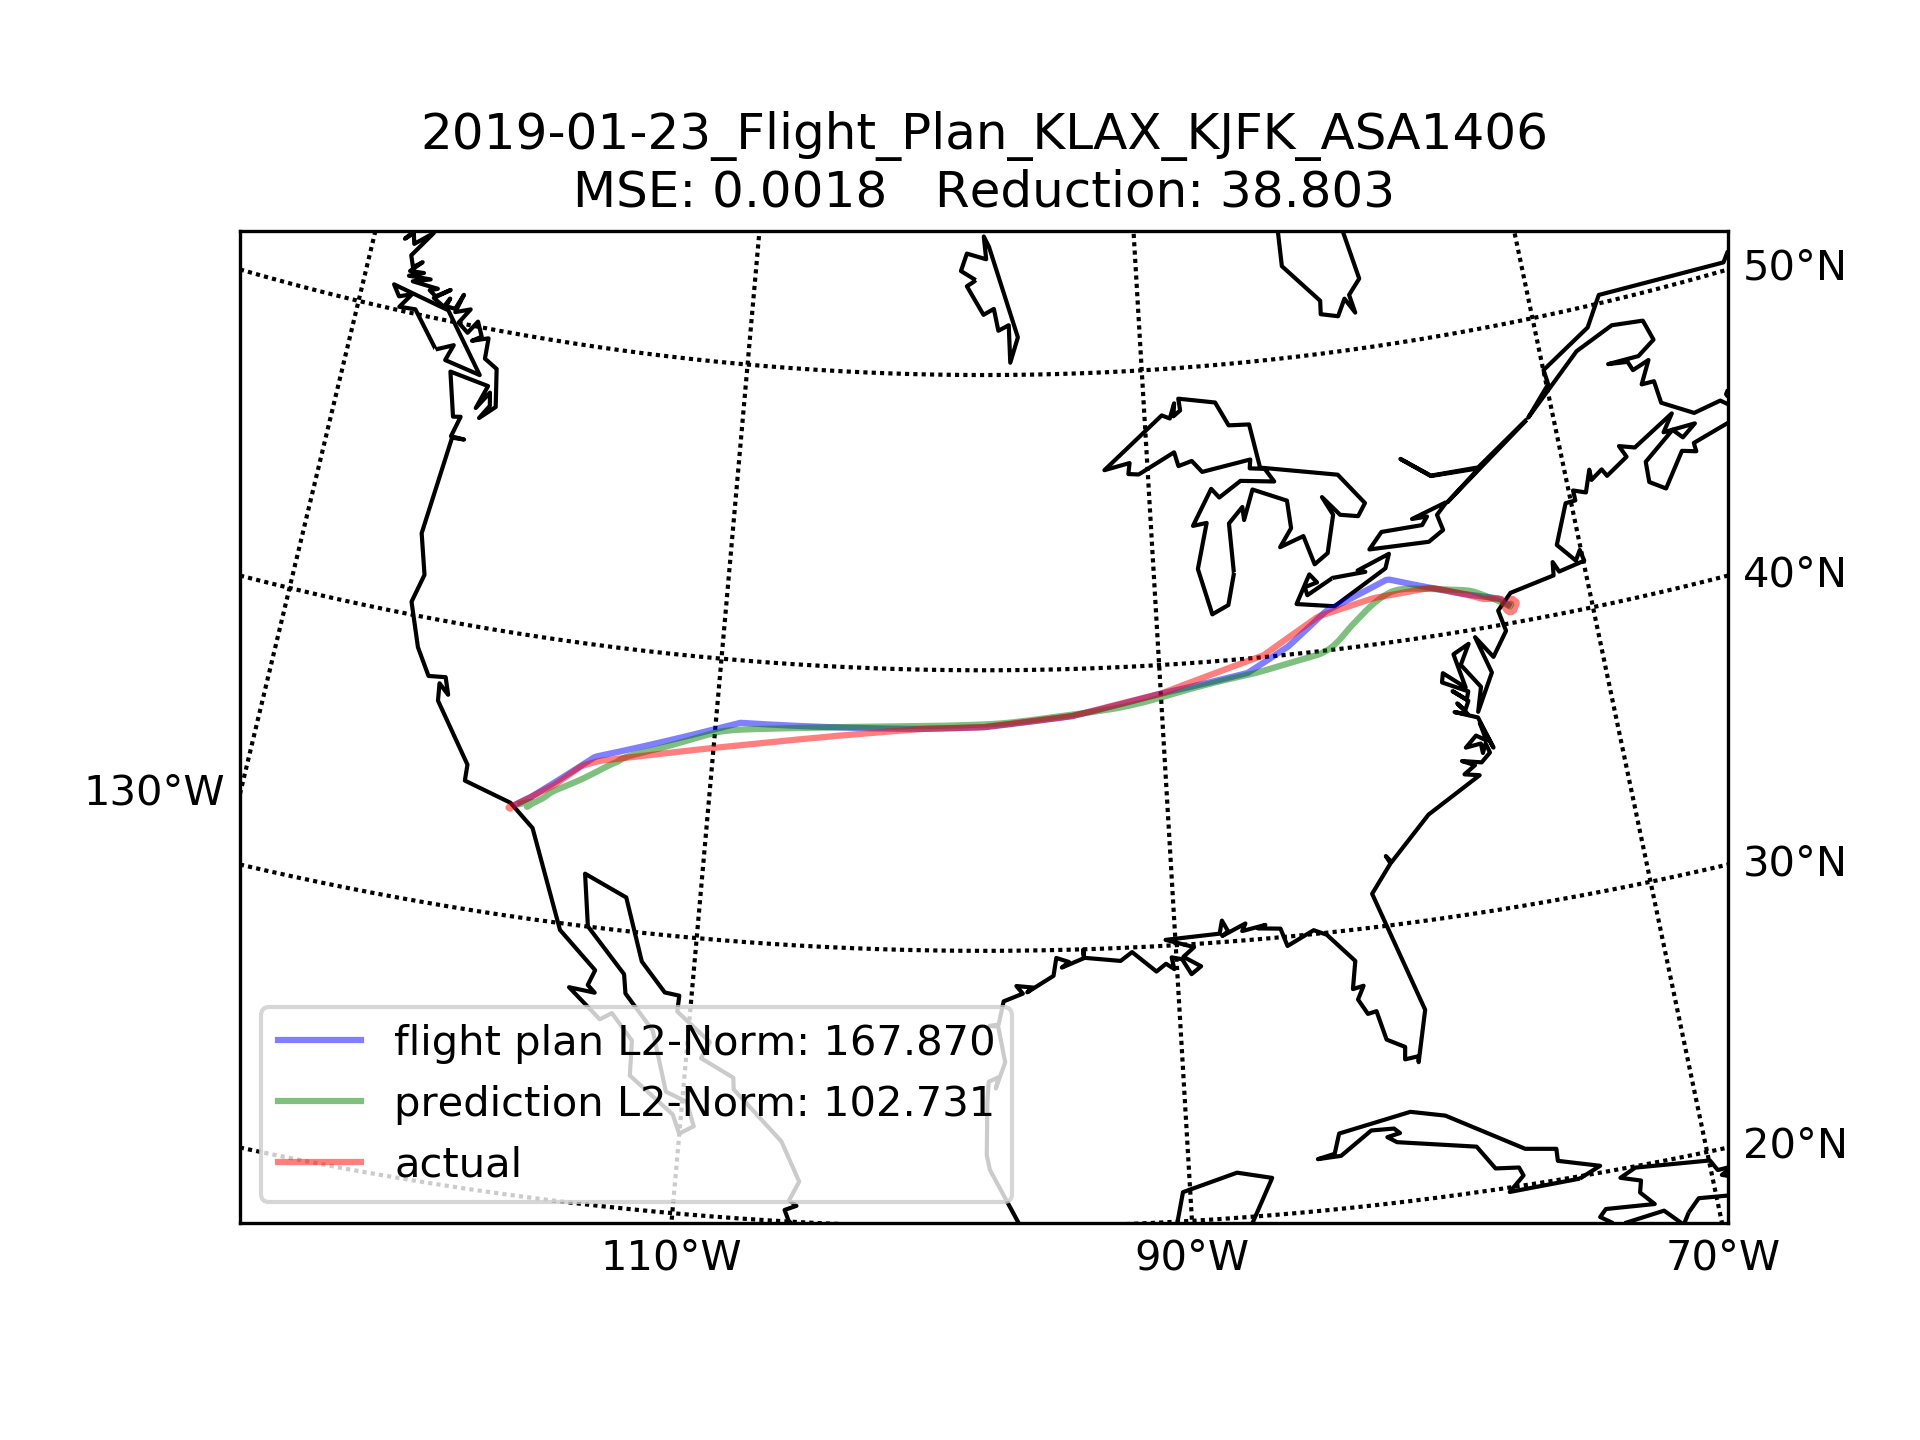 2019-01-23_Flight_Plan_KLAX_KJFK_ASA1406
MSE: 0.0018   Reduction: 38.803
50°N
40°N
130°W
30°N
flight plan L2-Norm: 167.870
prediction L2-Norm: 102.731
actual
20°N
110°W
90°W
70°W